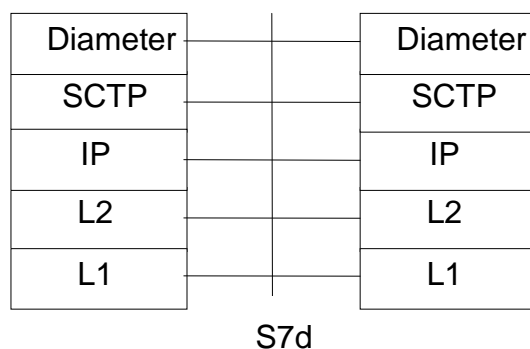 Diameter Diameter
SCTP SCTP
IP IP
L2 L2
L1 L1
S7d